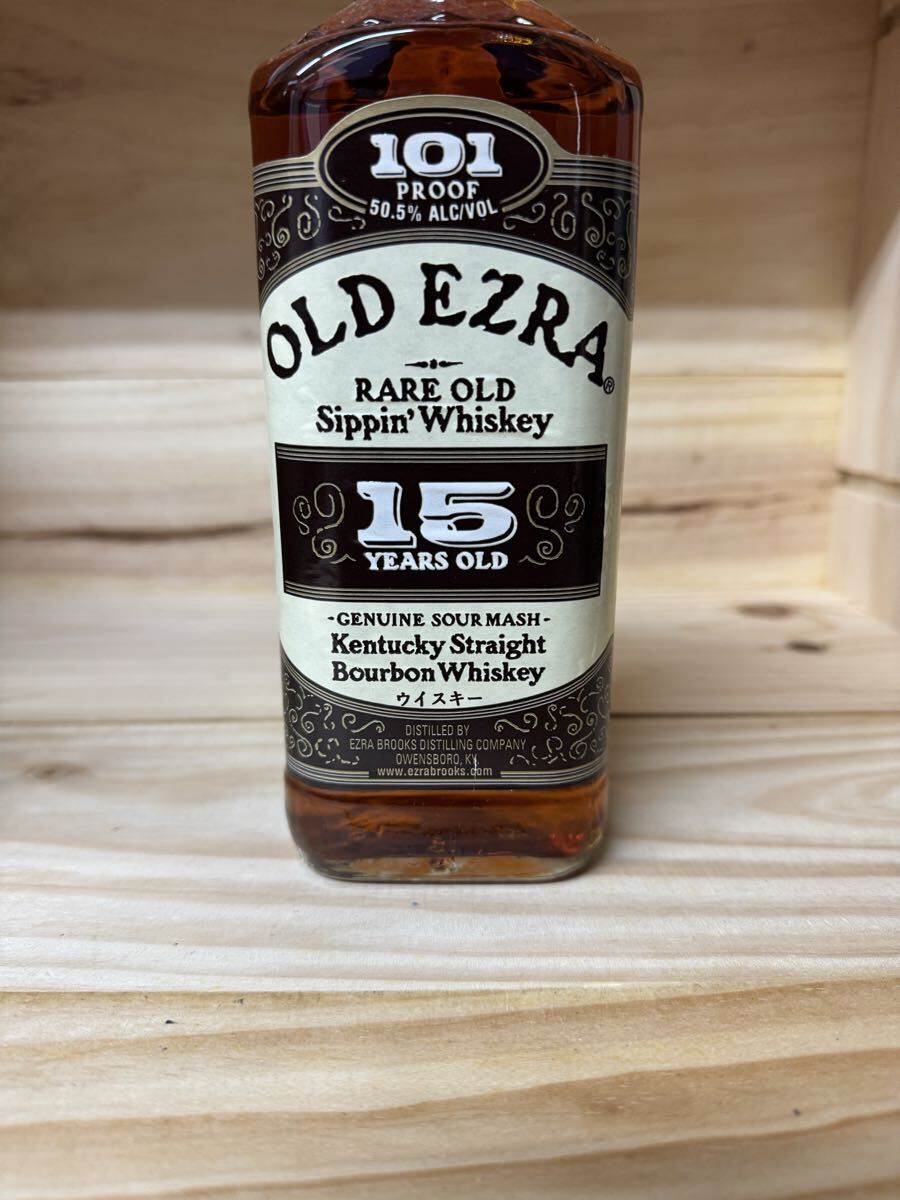 101
PROOF
50.5% ALC/VOL
OLD EZRA®
RARE OLD
Sippin' Whiskey
15
YEARS OLD
-GENUINE SOUR MASH-
Kentucky Straight
Bourbon Whiskey
ウイスキー
DISTILLED BY
EZRA BROOKS DISTILLING COMPANY
OWENSBORO, KY
www.ezrabrooks.com